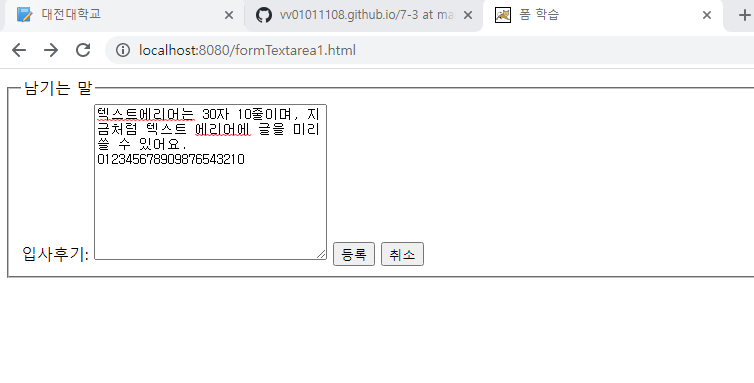 대전대학교
vv01011108.github.io/7-3 at ma
폼 학습
localhost:8080/formTextarea1.html
남기는 말
텍스트에리어는 30자 10줄이며, 지
금처럼 텍스트 에리어에 글을 미리
쓸 수 있어요.
012345678909876543210
입사후기: 등록 취소